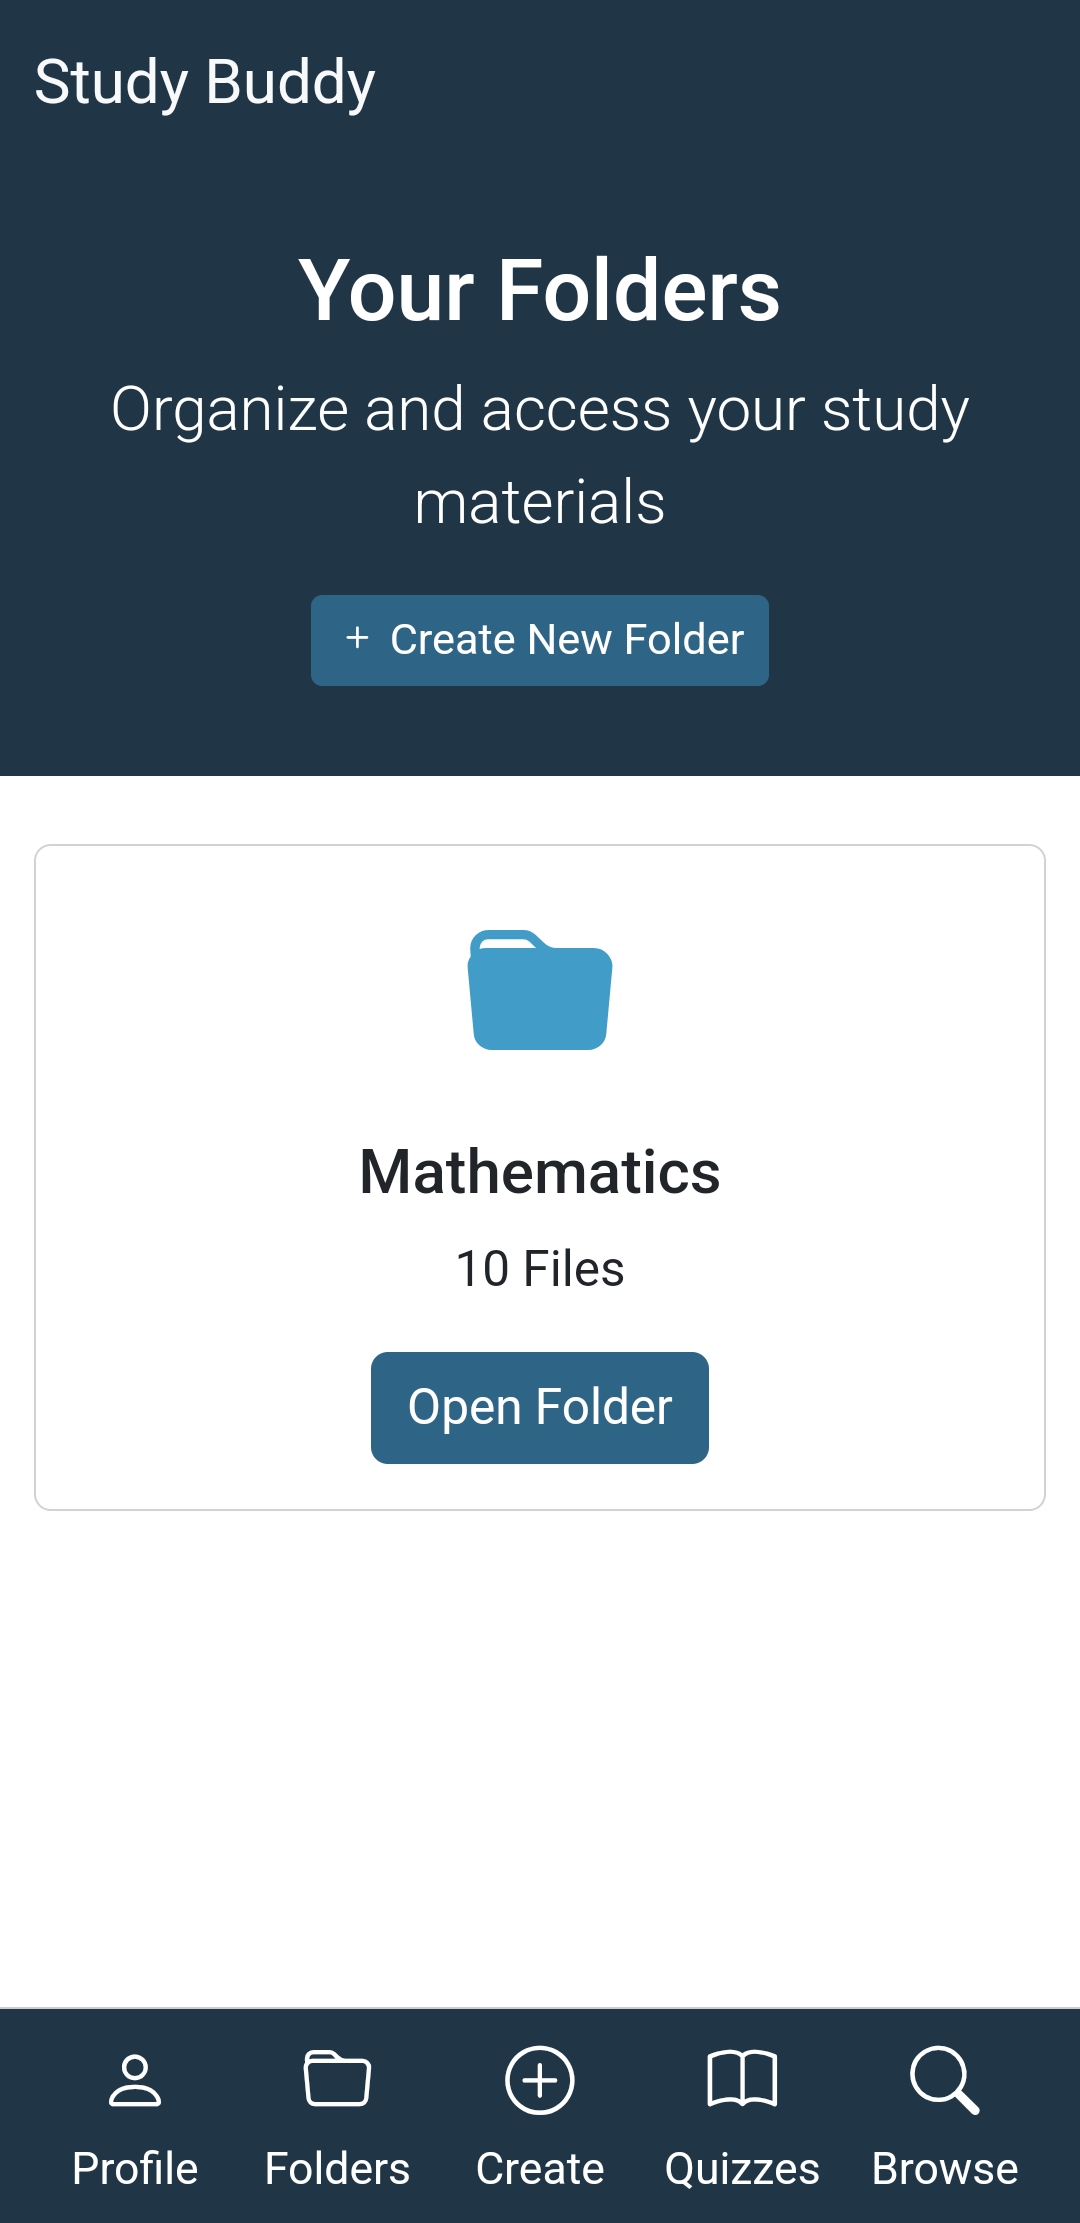 Study Buddy
Your Folders
Organize and access your study
materials
+ Create New Folder
Mathematics
10 Files
Open Folder
Profile Folders Create Quizzes Browse